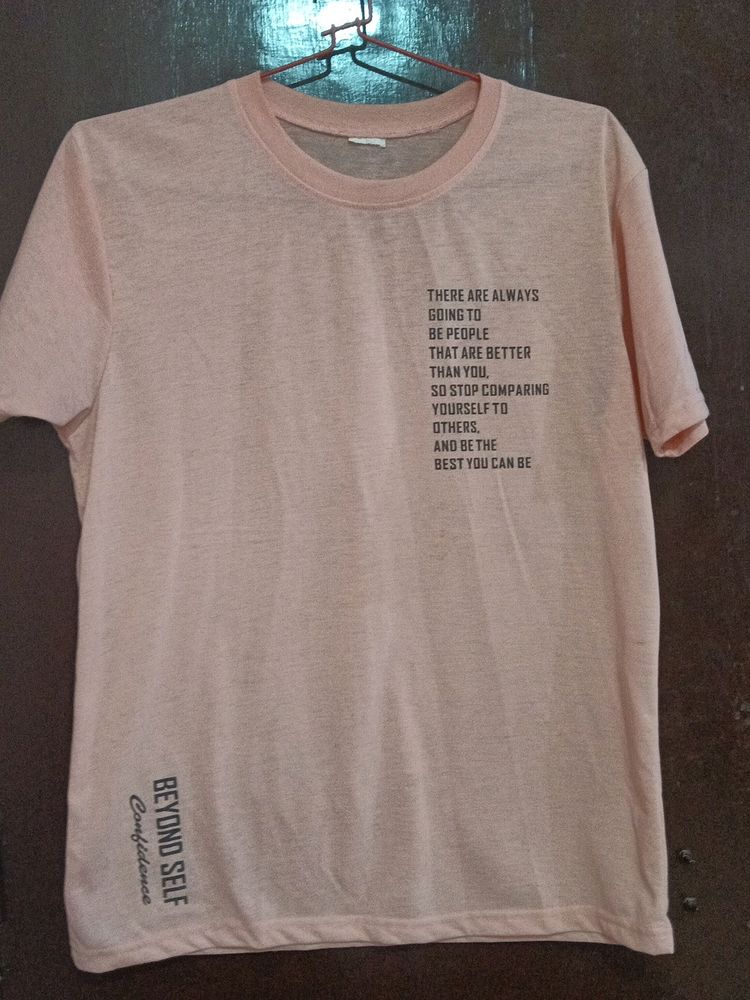 THERE ARE ALWAYS
GOING TO
BE PEOPLE
THAT ARE BETTER
THAN YOU,
SO STOP COMPARING
YOURSELF TO
OTHERS,
AND BE THE
BEST YOU CAN BE
BEYOND SELF
Confidence